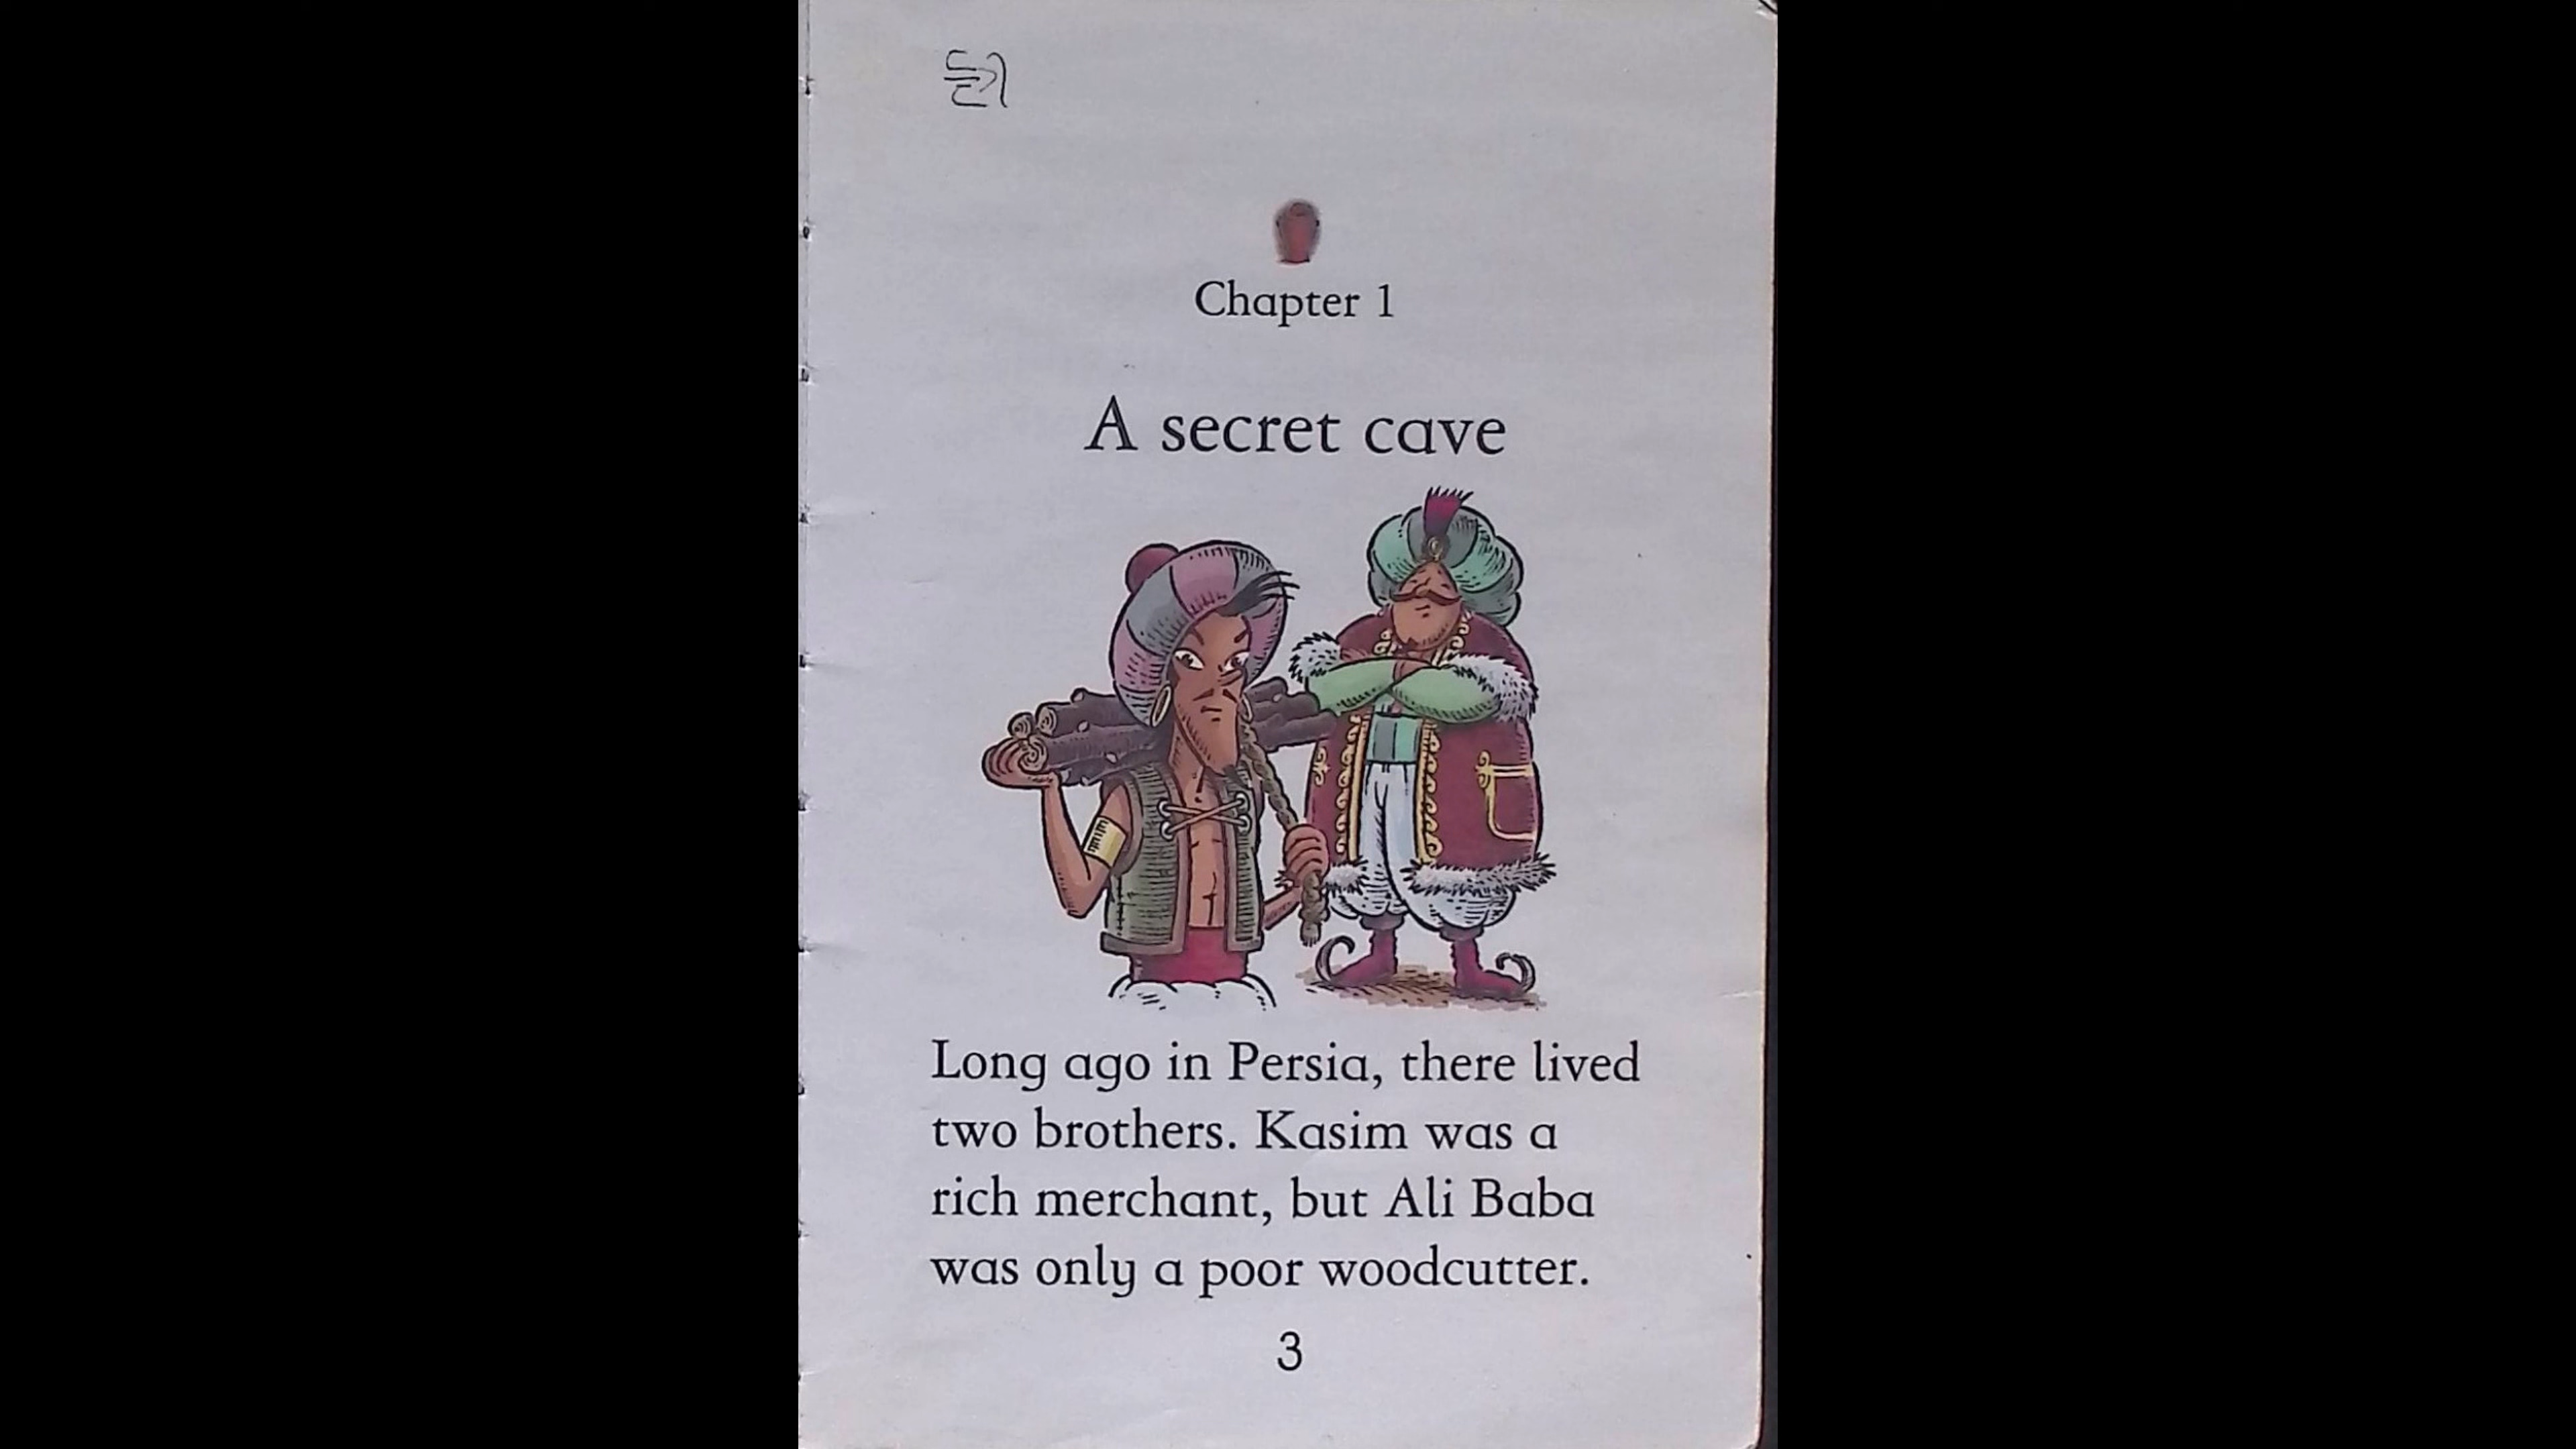 Chapter 1
A secret cave
Long ago in Persia, there lived
two brothers. Kasim was a
rich merchant, but Ali Baba
was only a poor woodcutter.
3